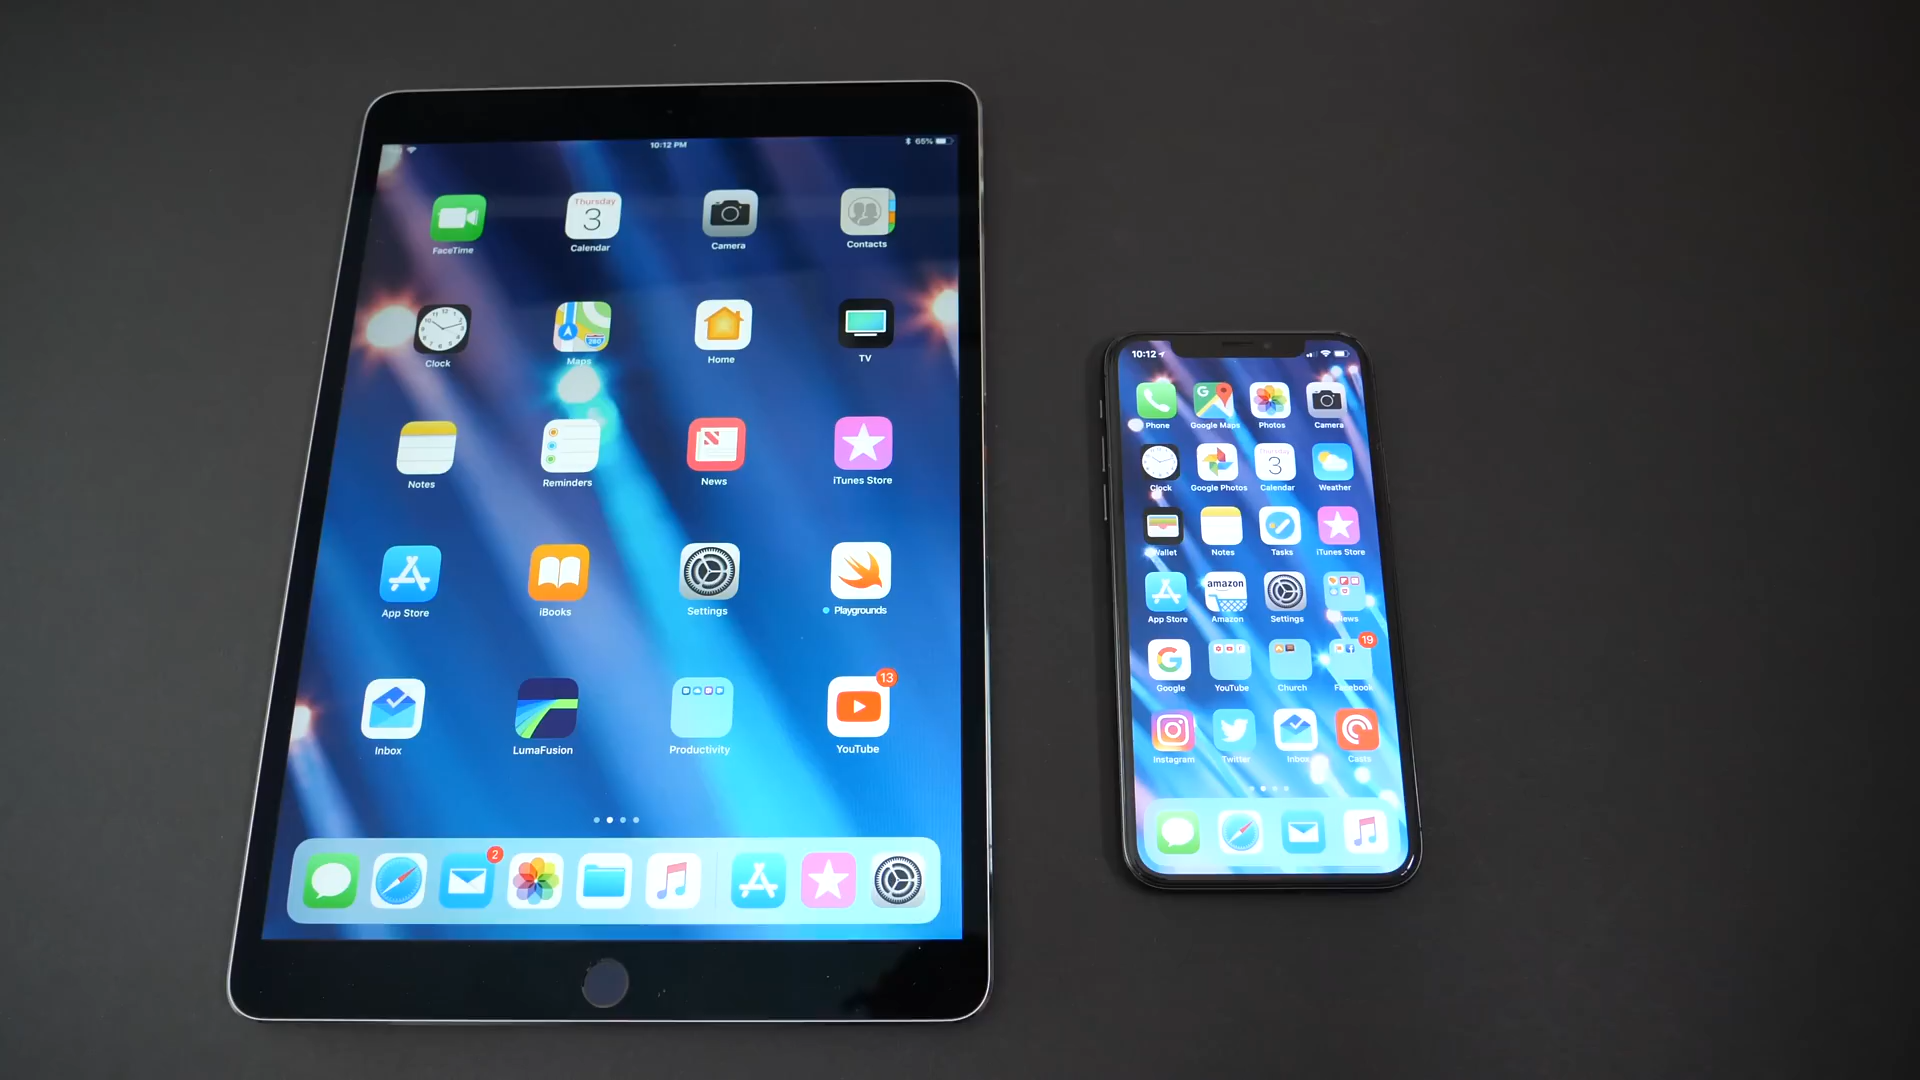 10:12 PM
65%
Thursday
3
FaceTime
Calendar
Camera
Contacts
280
Clock
Maps
Home
TV
Notes
Reminders
News
iTunes Store
App Store
iBooks
Settings
Playgrounds
13
Inbox
LumaFusion
Productivity
YouTube
2
10:12
Phone
Google Maps
Photos
Camera
Thursday
3
Clock
Google Photos
Calendar
Weather
Wallet
Notes
Tasks
iTunes Store
amazon
App Store
Amazon
Settings
News
19
Google
YouTube
Church
Facebook
Instagram
Twitter
Inbox
Casts